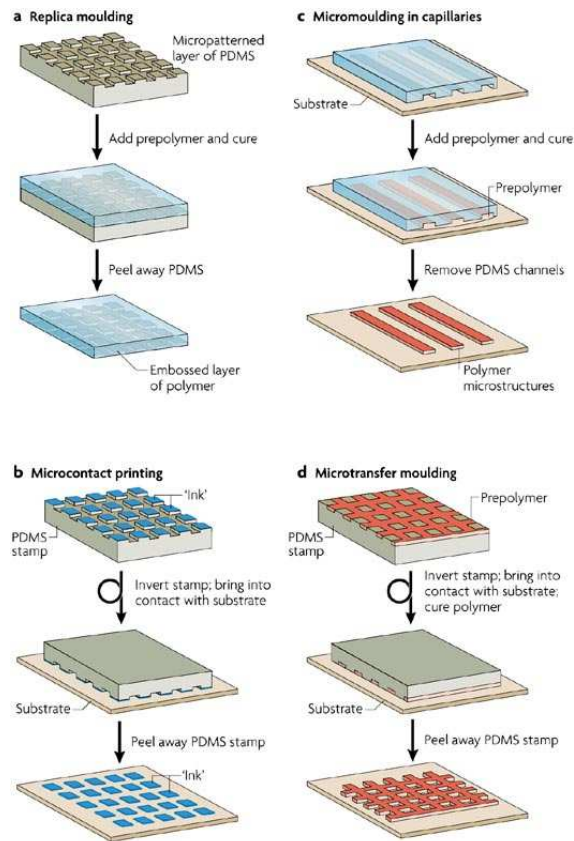 a Replica moulding
Micropatterned
layer of PDMS
Add prepolymer and cure
Peel away PDMS
Embossed layer
of polymer
c Micromoulding in capillaries
Substrate
Add prepolymer and cure
Prepolymer
Remove PDMS channels
Polymer
microstructures
b Microcontact printing
'Ink'
PDMS
stamp
Invert stamp; bring into
contact with substrate
Substrate
Peel away PDMS stamp
'Ink'
d Microtransfer moulding
Prepolymer
PDMS
stamp
Invert stamp; bring into
contact with substrate;
cure polymer
Substrate
Peel away PDMS stamp